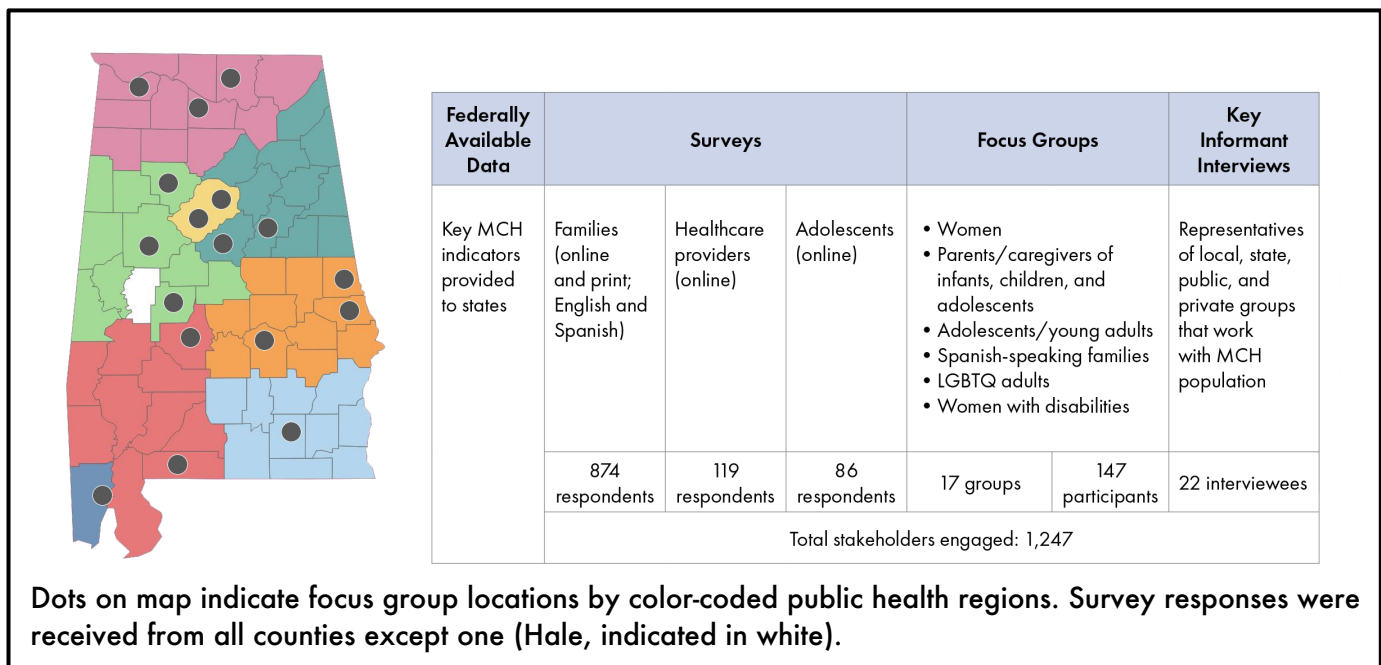 Federally
Available
Data
Surveys
Focus Groups
Key
Informant
Interviews
Key MCH
indicators
provided
to states
Families
(online
and print;
English and
Spanish)
Healthcare
providers
(online)
Adolescents
(online)
• Women
• Parents/caregivers of
infants, children, and
adolescents
• Adolescents/young adults
• Spanish-speaking families
• LGBTQ adults
• Women with disabilities
Representatives
of local, state,
public, and
private groups
that work
with MCH
population
874
respondents
119
respondents
86
respondents
17 groups
147
participants
22 interviewees
Total stakeholders engaged: 1,247
Dots on map indicate focus group locations by color-coded public health regions. Survey responses were
received from all counties except one (Hale, indicated in white).